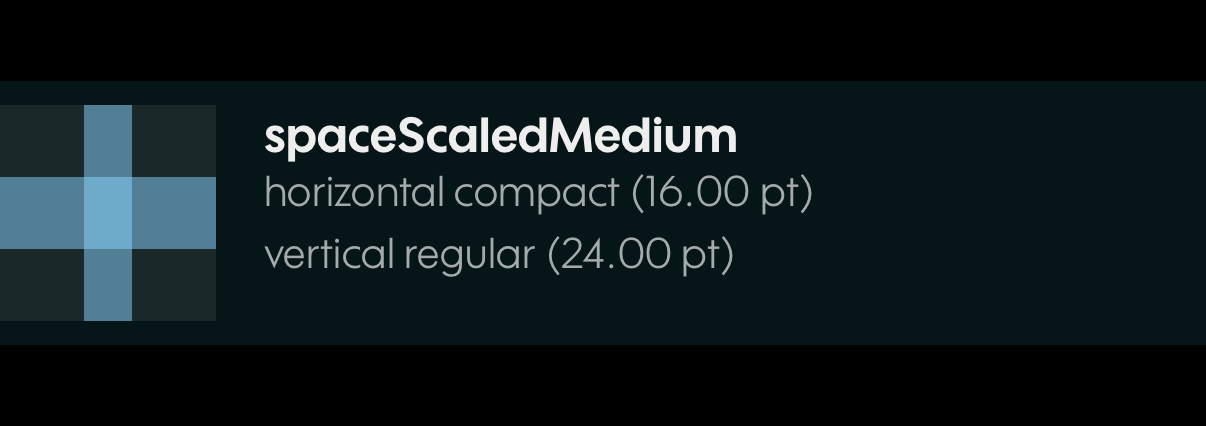 spaceScaledMedium
horizontal compact (16.00 pt)
vertical regular (24.00 pt)